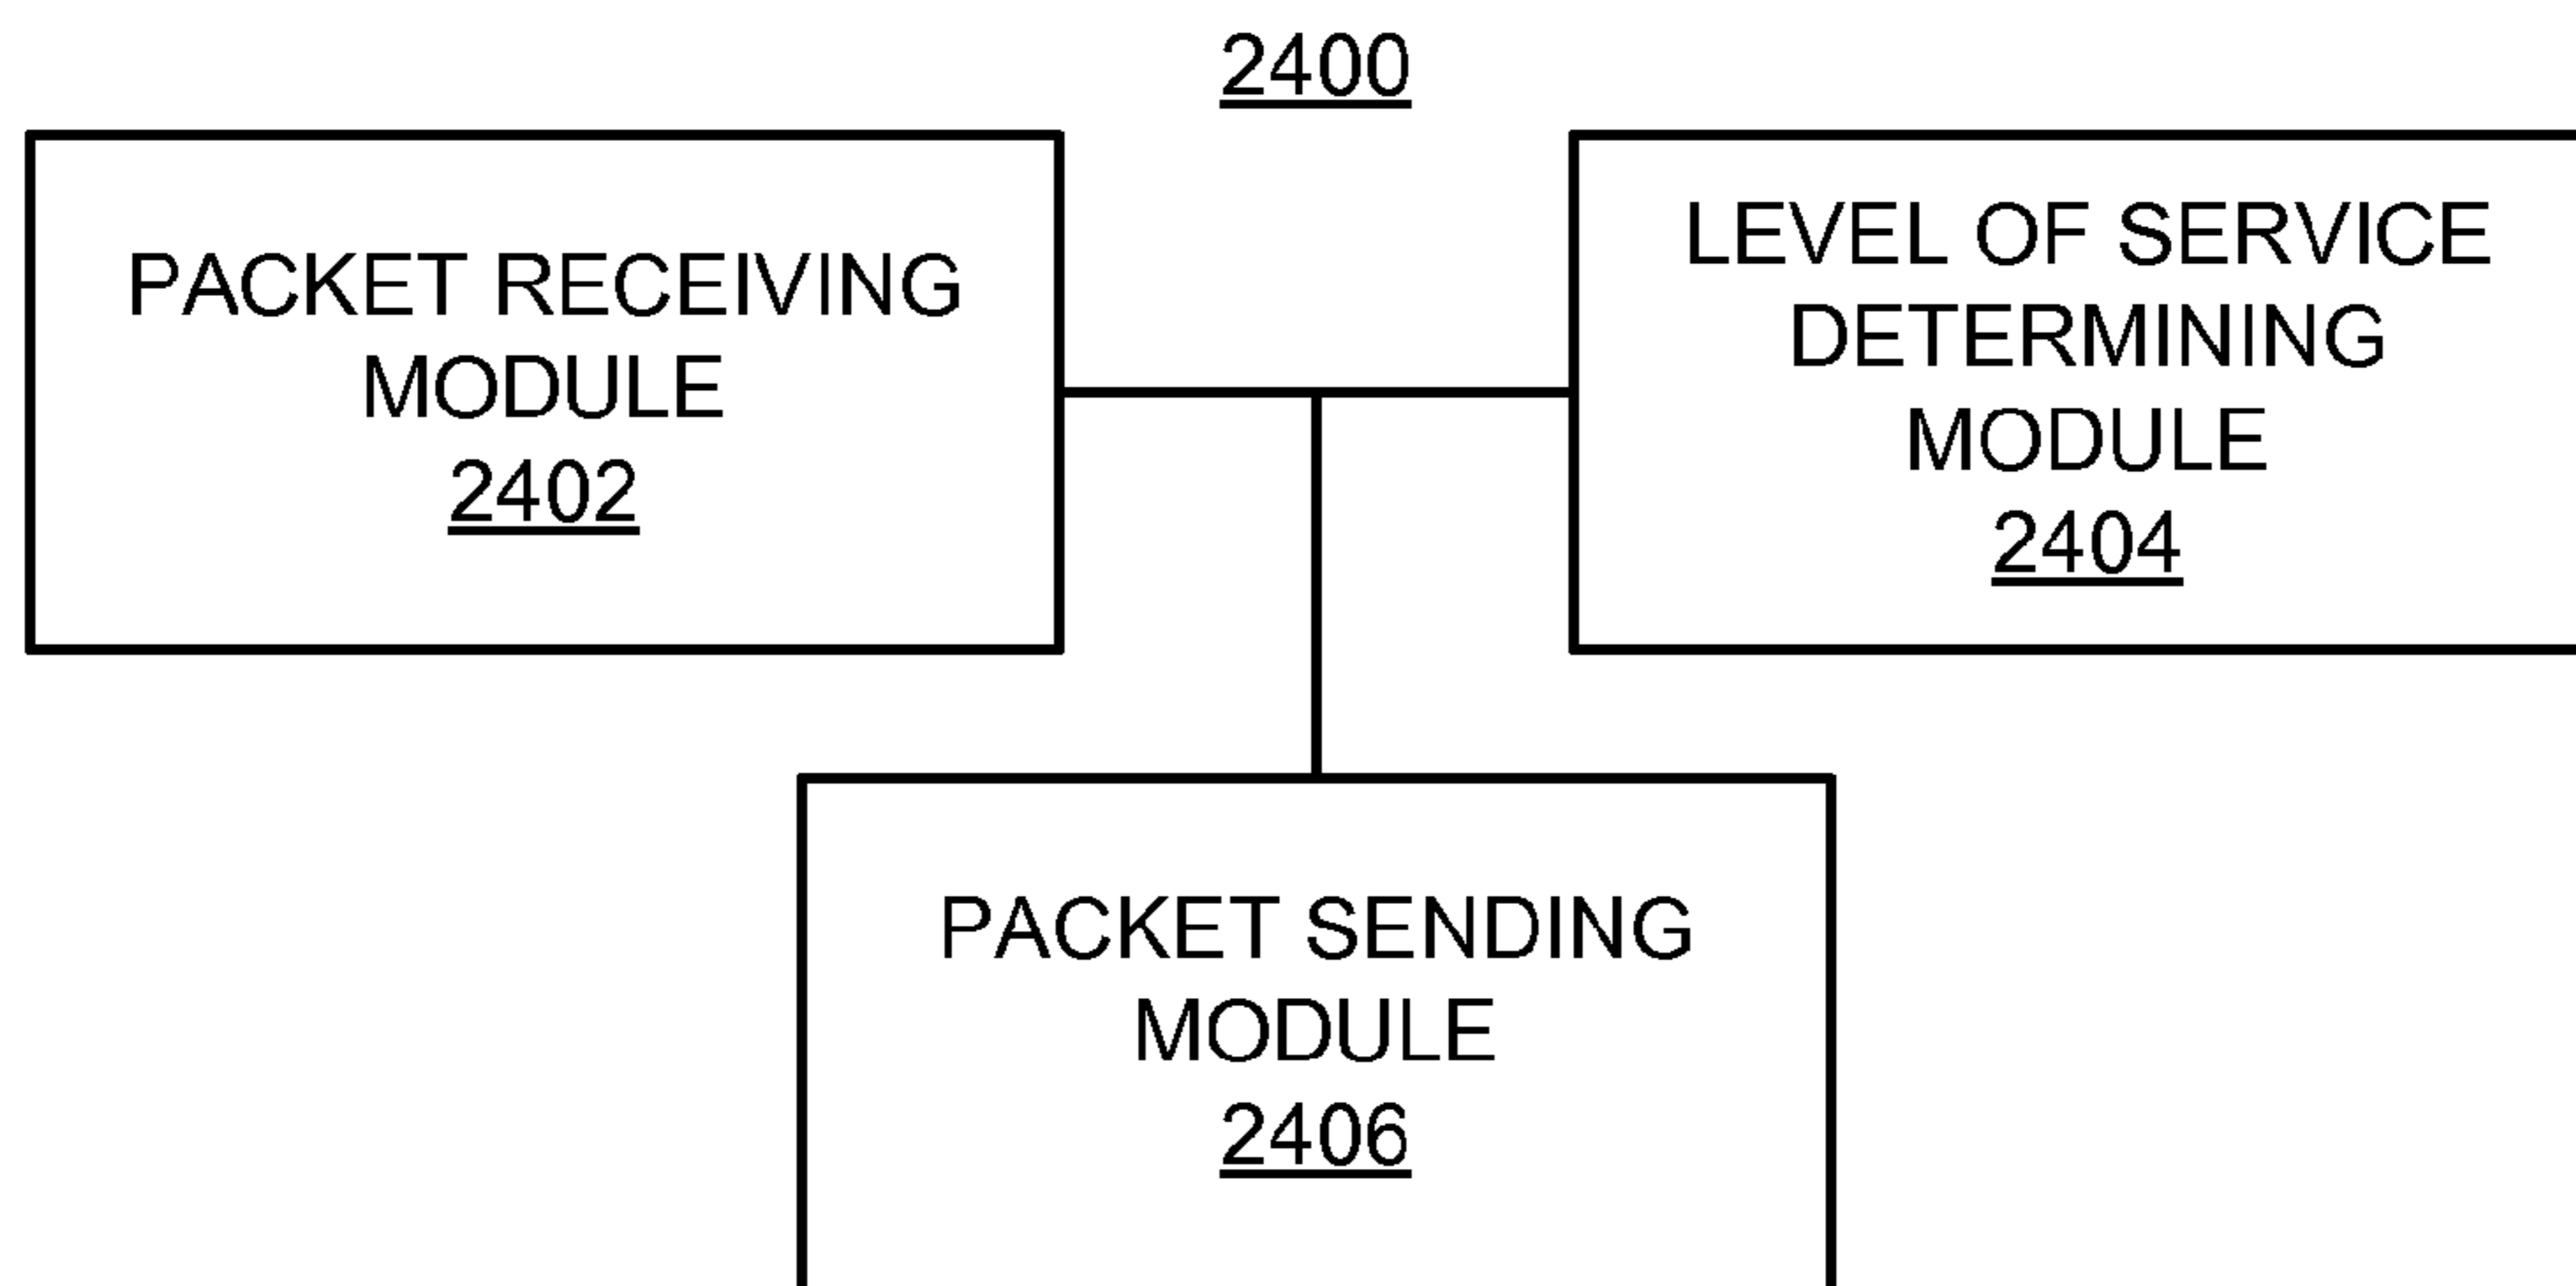 2400
PACKET RECEIVING
MODULE
2402
LEVEL OF SERVICE
DETERMINING
MODULE
2404
PACKET SENDING
MODULE
2406